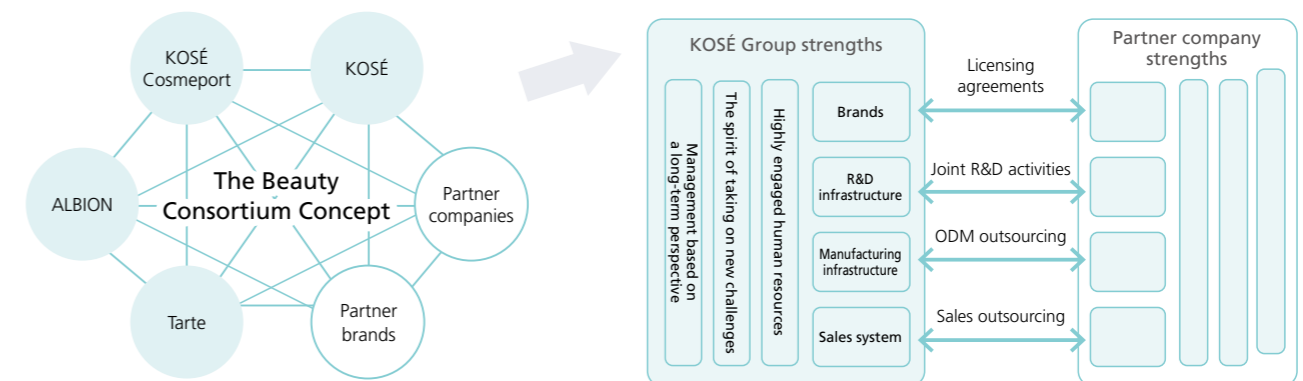 KOSÉ
Cosmeport
KOSÉ
ALBION
The Beauty
Consortium Concept
Partner
companies
Tarte
Partner
brands
KOSÉ Group strengths
Management based on
a long-term perspective
The spirit of taking on new challenges
Highly engaged human resources
Brands
R&D
infrastructure
Manufacturing
infrastructure
Sales system
Licensing
agreements
Joint R&D activities
ODM outsourcing
Sales outsourcing
Partner company
strengths